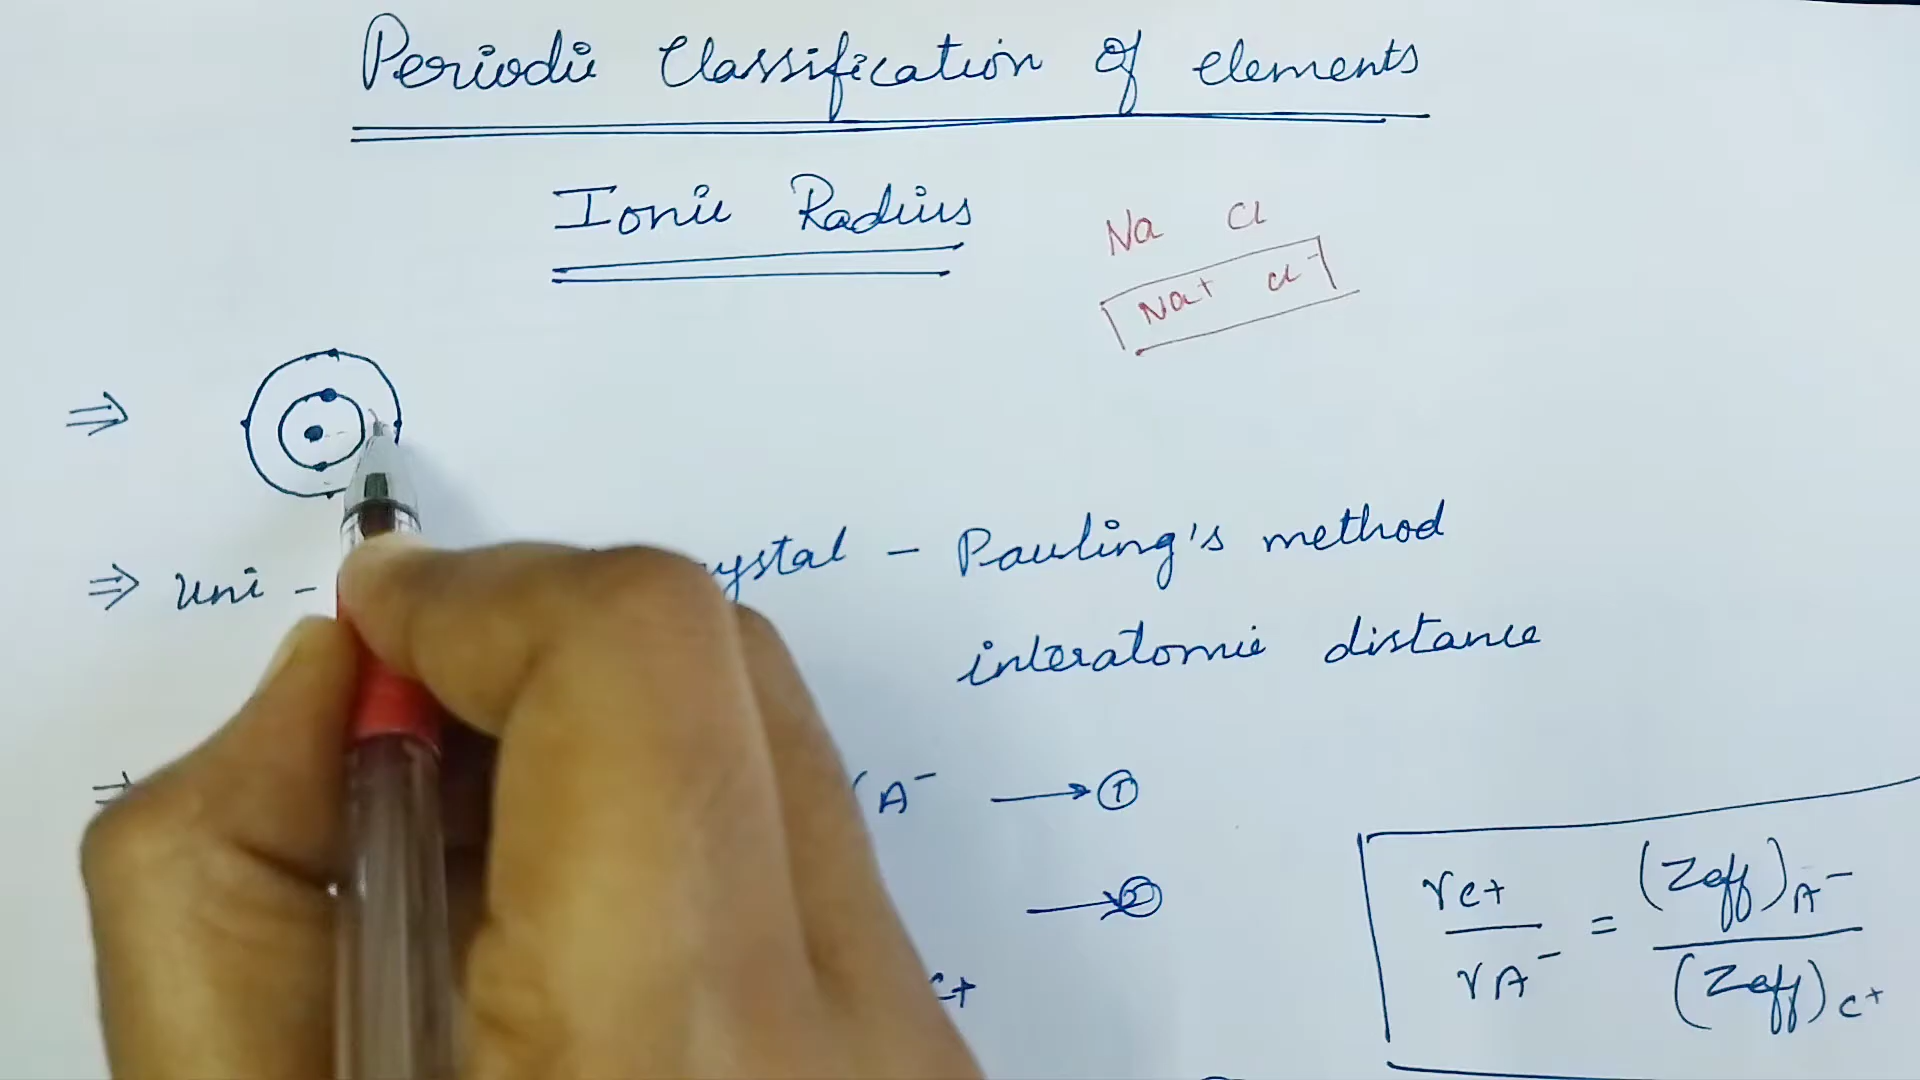 Periodic Classification Of elements
Ionic Radius
Na Cl
Na+ Cl-
⇒
⇒ Uni - - Pauling's method
interatomic distance
⇒ A- → ①
→ ②
rC+ / rA- = (Zeff)A- / (Zeff)C+
C+